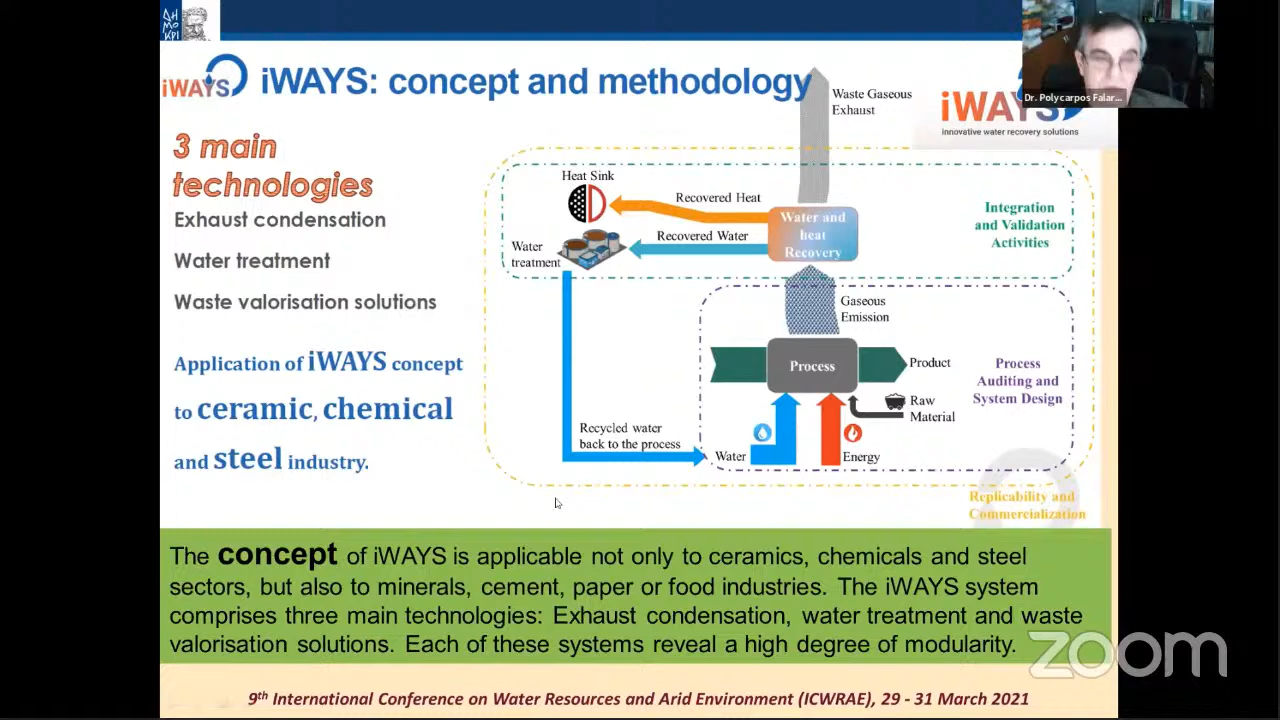 ΔΗ
ΜΟ
ΚΡΙ
iWAYS
iWAYS: concept and methodology
Dr. Polycarpos Falar...
iWAYS
innovative water recovery solutions
3 main
technologies
Exhaust condensation
Water treatment
Waste valorisation solutions
Application of iWAYS concept
to ceramic, chemical
and steel industry.
Waste Gaseous
Exhaust
Heat Sink
Recovered Heat
Water and
heat
Recovery
Recovered Water
Water
treatment
Integration
and Validation
Activities
Gaseous
Emission
Process
Product
Process
Auditing and
System Design
Raw
Material
Recycled water
back to the process
Water
Energy
Replicability and
Commercialization
The concept of iWAYS is applicable not only to ceramics, chemicals and steel
sectors, but also to minerals, cement, paper or food industries. The iWAYS system
comprises three main technologies: Exhaust condensation, water treatment and waste
valorisation solutions. Each of these systems reveal a high degree of modularity.
zoom
9th International Conference on Water Resources and Arid Environment (ICWRAE), 29 - 31 March 2021